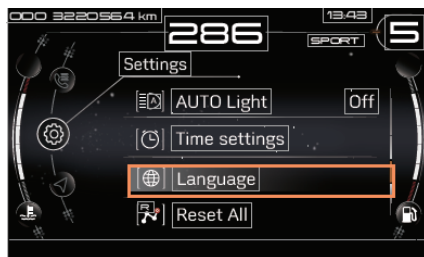 000 3220564 km
13:43
286
SPORT
5
Settings
A AUTO Light Off
Time settings
Language
R Reset All